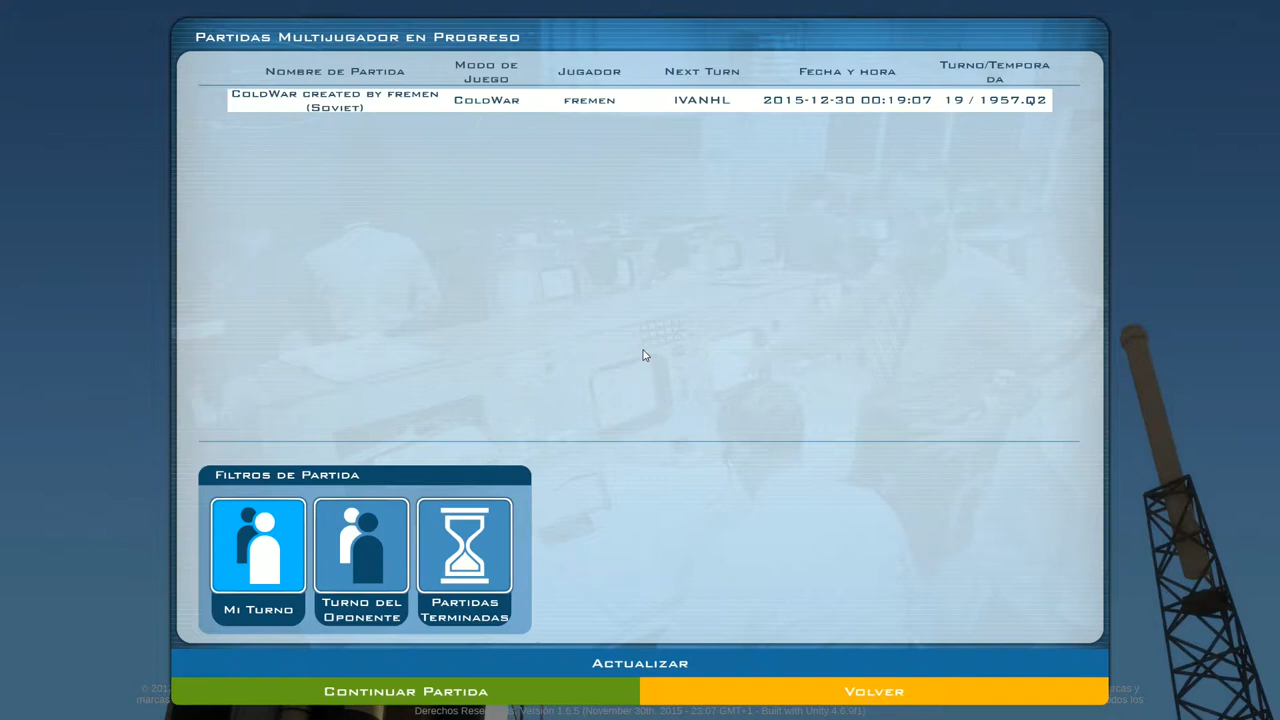 Partidas Multijugador en Progreso
Nombre de Partida
Modo de Juego
Jugador
Next Turn
Fecha y hora
Turno/Temporada
ColdWar created by fremen (Soviet)
ColdWar
fremen
IVANHL
2015-12-30 00:19:07
19 / 1957.Q2
Filtros de Partida
Mi Turno
Turno del Oponente
Partidas Terminadas
Actualizar
Continuar Partida
Volver
Versión 1.6.5 (November 30th, 2015 - 23:07 GMT+1 - Built with Unity 4.6.9f1)